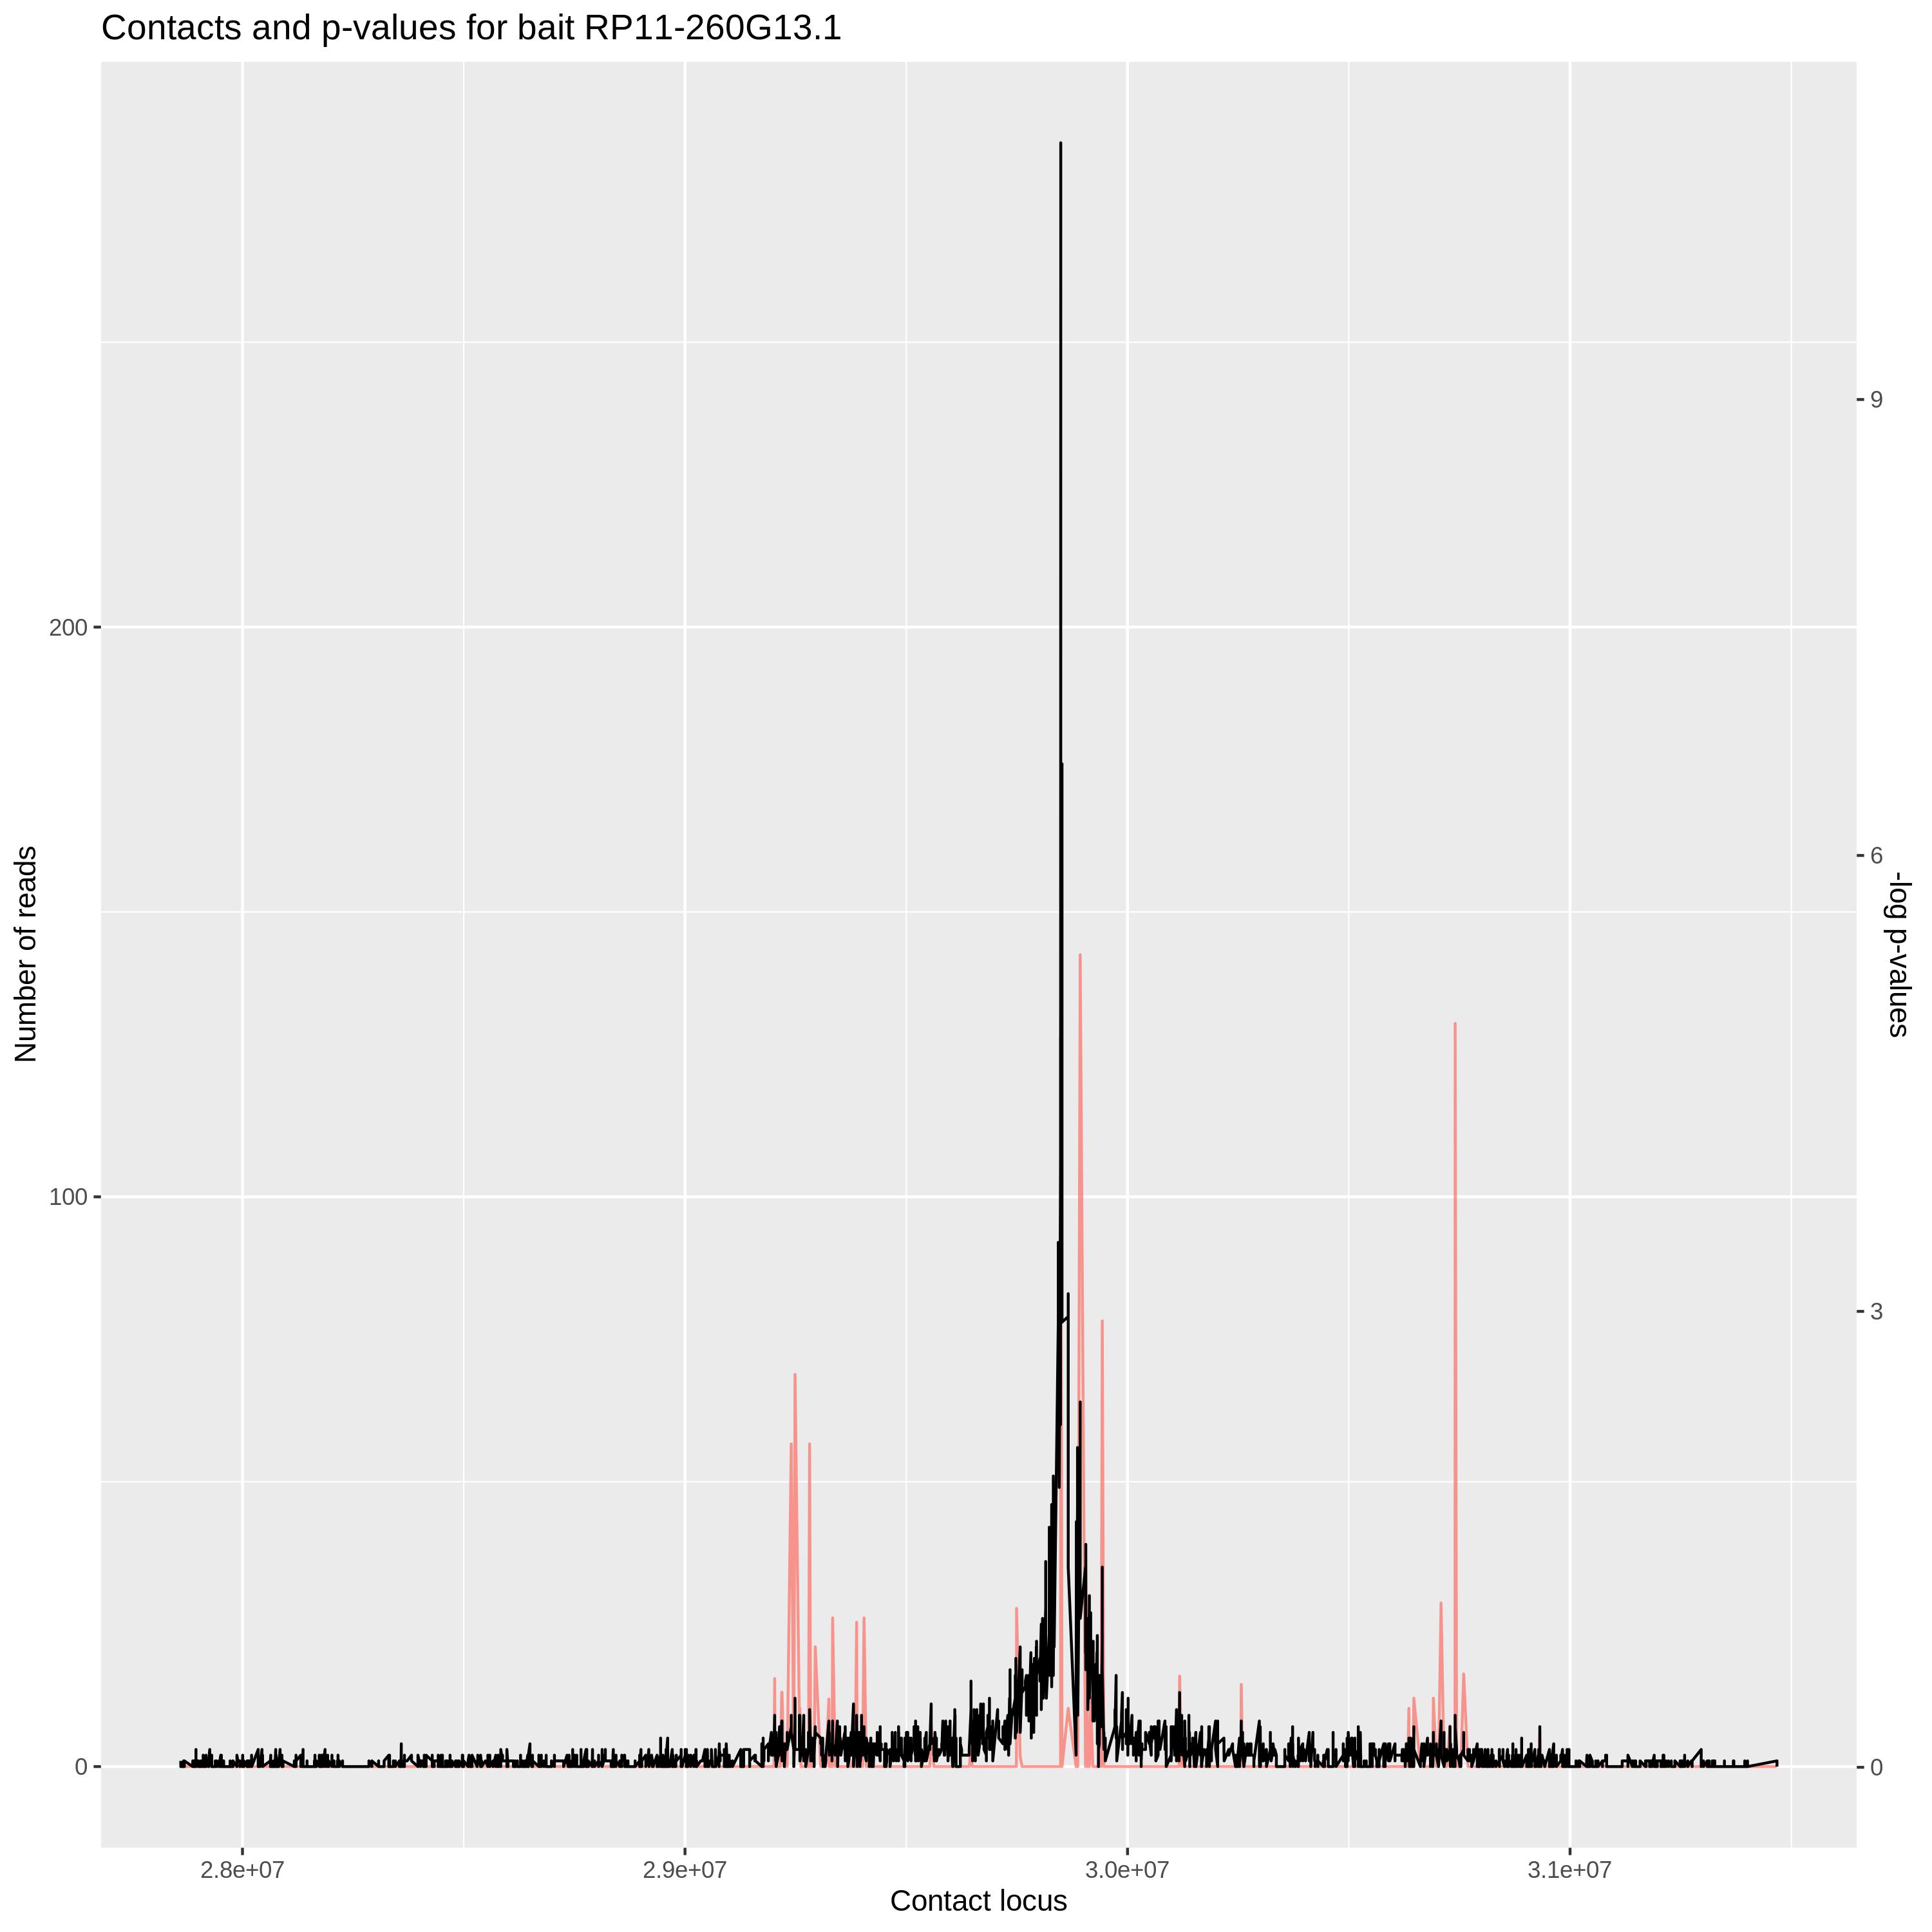 Contacts and p-values for bait RP11-260G13.1
9
200
6
Number of reads
-log p-values
3
100
0
0
2.8e+07
2.9e+07
3.0e+07
3.1e+07
Contact locus